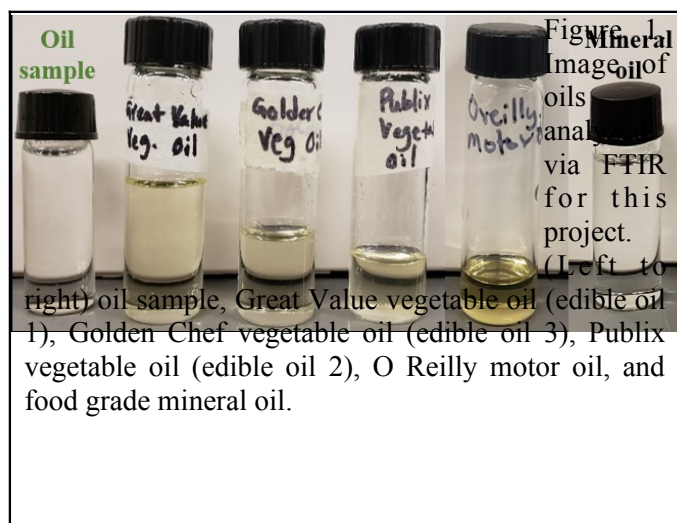 Oil
sample
Great Value
Veg. Oil
Golden
Veg Oil
Publix
Vegetal
oil
Oreilly
Motor
Mineral
oil
Figure 1.
Image of
oils
analyzed
via FTIR
for this
project.
(Left to
right) oil sample, Great Value vegetable oil (edible oil
1), Golden Chef vegetable oil (edible oil 3), Publix
vegetable oil (edible oil 2), O Reilly motor oil, and
food grade mineral oil.